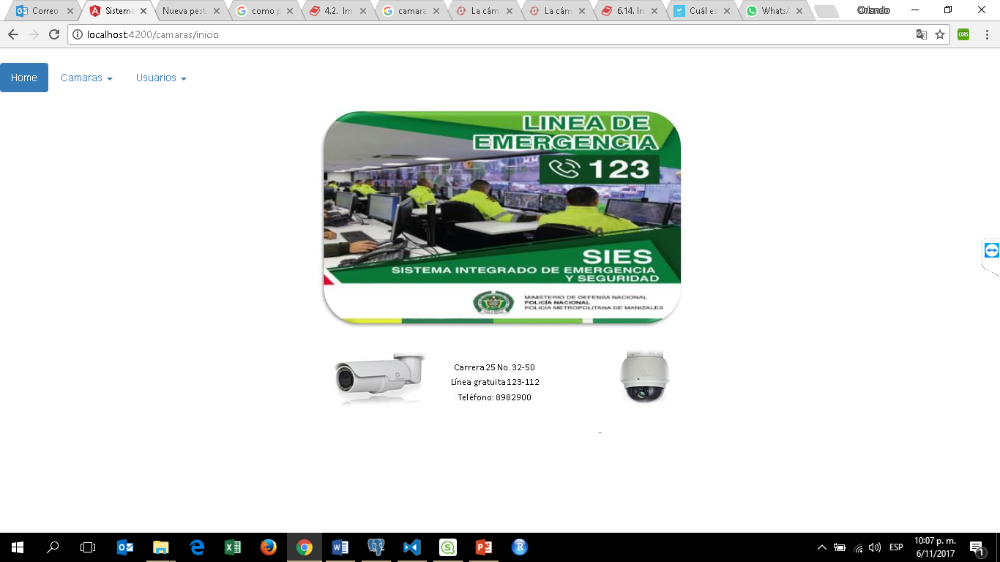 Correo
Sistema
Nueva pest
como p
4.2. Im
camara
La cám
La cám
6.14. In
Cuál es
WhatsA
Orlando
localhost:4200/camaras/inicio
CORS
Home
Camaras
Usuarios
LINEA DE
EMERGENCIA
123
SIES
SISTEMA INTEGRADO DE EMERGENCIA
Y SEGURIDAD
MINISTERIO DE DEFENSA NACIONAL
POLICÍA NACIONAL
POLICÍA METROPOLITANA DE MANIZALES
Carrera 25 No. 32-50
Línea gratuita 123-112
Teléfono: 8982900
ESP
10:07 p. m.
6/11/2017
1